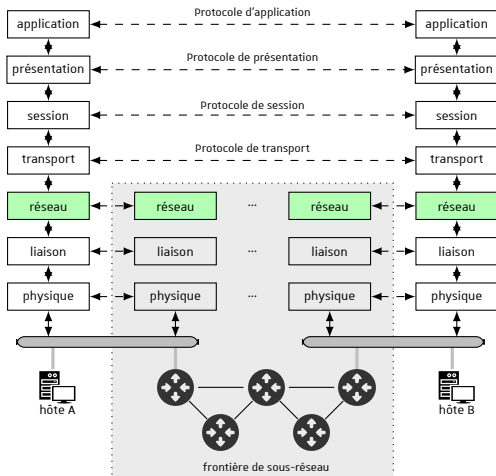 application Protocole d'application application
présentation Protocole de présentation présentation
session Protocole de session session
transport Protocole de transport transport
réseau réseau ... réseau réseau
liaison liaison ... liaison liaison
physique physique ... physique physique
hôte A hôte B
frontière de sous-réseau